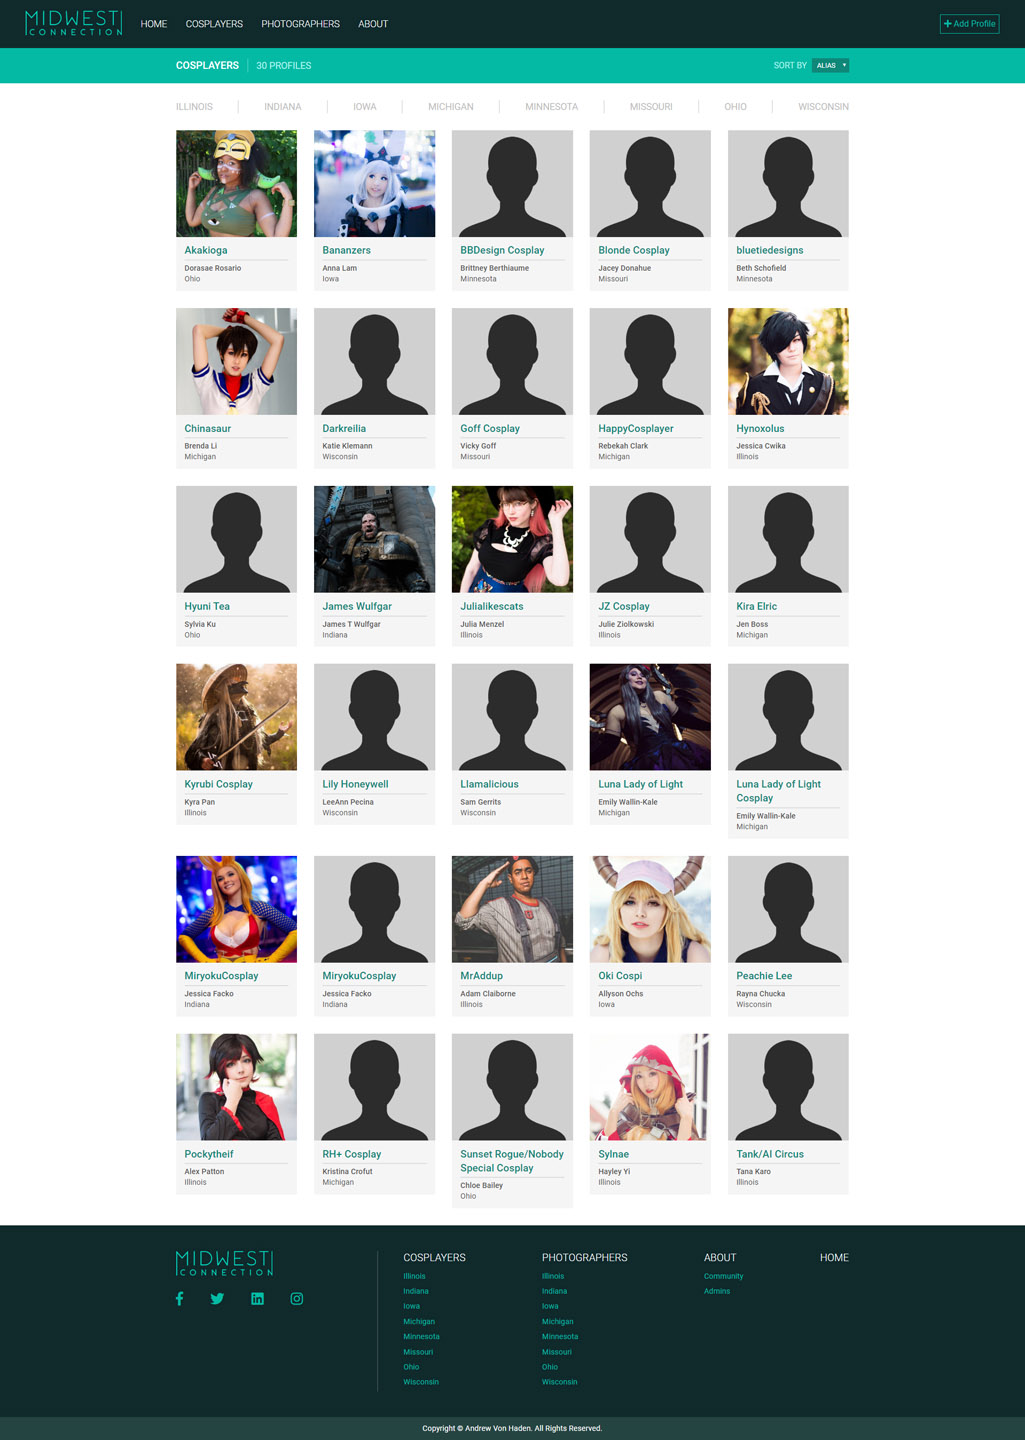 MIDWEST
CONNECTION
HOME COSPLAYERS PHOTOGRAPHERS ABOUT
Add Profile
COSPLAYERS 30 PROFILES
SORT BY ALIAS
ILLINOIS INDIANA IOWA MICHIGAN MINNESOTA MISSOURI OHIO WISCONSIN
Akakioga
Dorasae Rosario
Ohio
Bananzers
Anna Lam
Iowa
BBDesign Cosplay
Brittney Berthiaume
Minnesota
Blonde Cosplay
Jacey Donahue
Missouri
bluetiedesigns
Beth Schofield
Minnesota
Chinasaur
Brenda Li
Michigan
Darkreilia
Katie Klemann
Wisconsin
Goff Cosplay
Vicky Goff
Missouri
HappyCosplayer
Rebekah Clark
Michigan
Hynoxolus
Jessica Cwika
Illinois
Hyuni Tea
Sylvia Ku
Ohio
James Wulfgar
James T Wulfgar
Indiana
Julialikescats
Julia Menzel
Illinois
JZ Cosplay
Julie Ziolkowski
Illinois
Kira Elric
Jen Boss
Michigan
Kyrubi Cosplay
Kyra Pan
Illinois
Lily Honeywell
LeeAnn Pecina
Wisconsin
Llamalicious
Sam Gerrits
Wisconsin
Luna Lady of Light
Emily Wallin-Kale
Michigan
Luna Lady of Light
Cosplay
Emily Wallin-Kale
Michigan
MiryokuCosplay
Jessica Facko
Indiana
MiryokuCosplay
Jessica Facko
Indiana
MrAddup
Adam Claiborne
Illinois
Oki Cospi
Allyson Ochs
Iowa
Peachie Lee
Rayna Chucka
Wisconsin
Pockytheif
Alex Patton
Illinois
RH+ Cosplay
Kristina Crofut
Michigan
Sunset Rogue/Nobody
Special Cosplay
Chloe Bailey
Ohio
Sylnae
Hayley Yi
Illinois
Tank/AI Circus
Tana Karo
Illinois
MIDWEST
CONNECTION
COSPLAYERS
Illinois
Indiana
Iowa
Michigan
Minnesota
Missouri
Ohio
Wisconsin
PHOTOGRAPHERS
Illinois
Indiana
Iowa
Michigan
Minnesota
Missouri
Ohio
Wisconsin
ABOUT
Community
Admins
HOME
Copyright © Andrew Von Haden. All Rights Reserved.